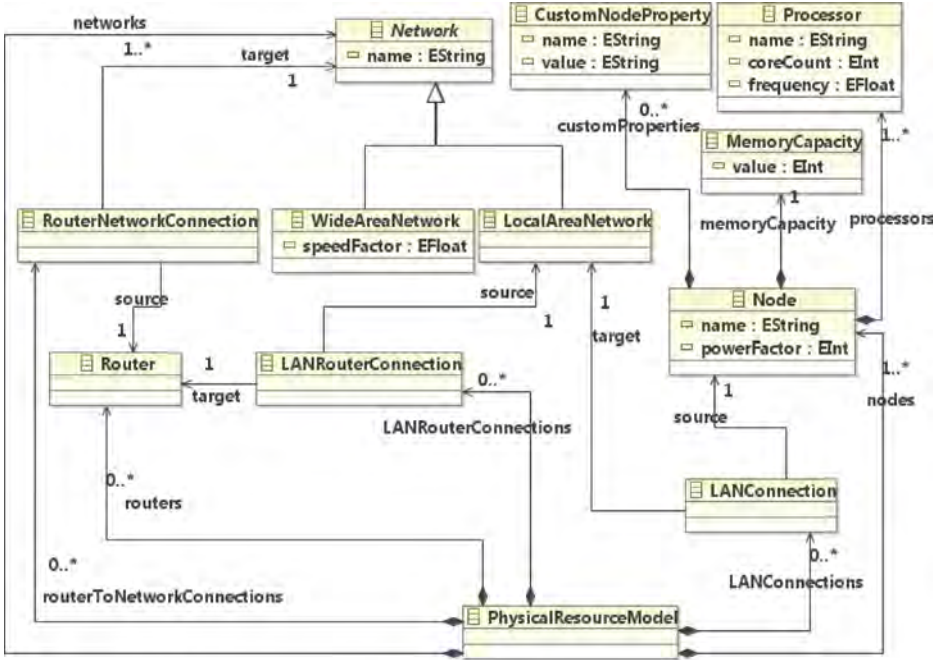 networks
Network
name : EString
1..*
target
1
CustomNodeProperty
name : EString
value : EString
Processor
name : EString
coreCount : EInt
frequency : EFloat
0..*
customProperties
MemoryCapacity
value : EInt
1..*
1
memoryCapacity
processors
RouterNetworkConnection
WideAreaNetwork
speedFactor : EFloat
LocalAreaNetwork
source
1
source
1
1
target
Node
name : EString
powerFactor : EInt
Router
1
target
LANRouterConnection
0..*
LANRouterConnections
1..*
nodes
1
source
0..*
routers
LANConnection
0..*
routerToNetworkConnections
0..*
LANConnections
PhysicalResourceModel